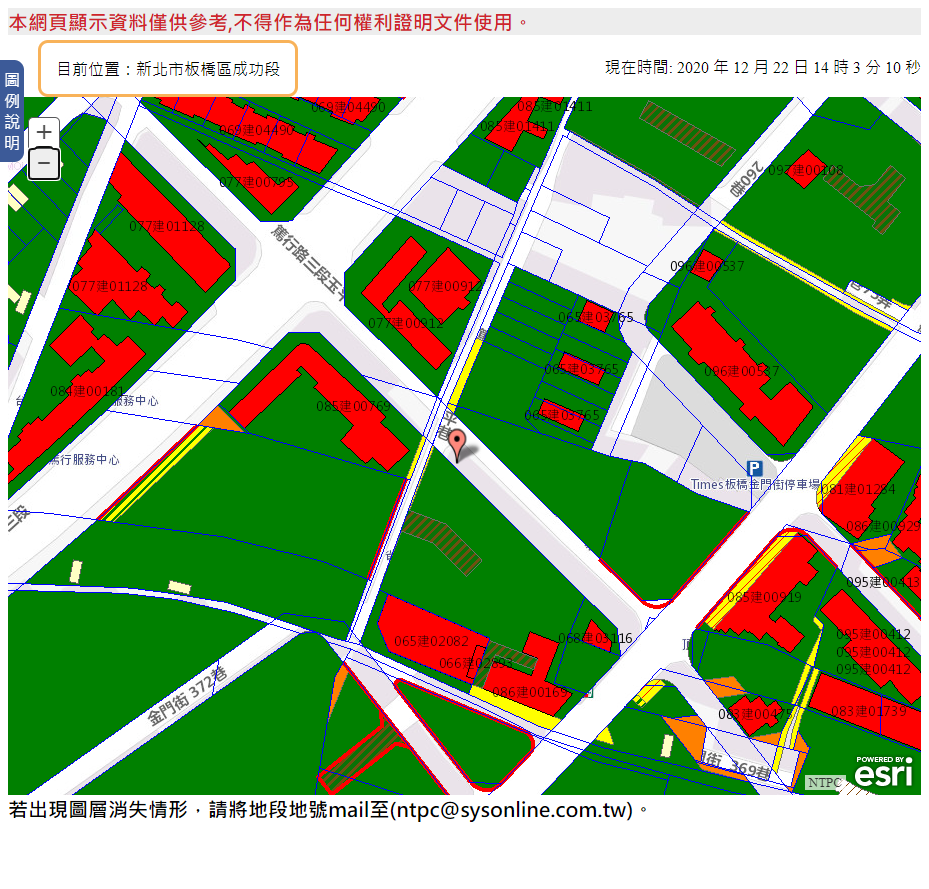 本網頁顯示資料僅供參考,不得作為任何權利證明文件使用。
目前位置：新北市板橋區成功段
現在時間: 2020 年 12 月 22 日 14 時 3 分 10 秒
圖例說明
+
−
069建04490
085建01411
069建04490
085建01411
260巷
092建00108
077建00795
077建01128
篤行路三段玉平巷
096建00537
077建01128
077建00912
077建00912
065建03765
065建03765
096建00537
084建00181
服務中心
085建00769
065建03765
篤行服務中心
P
Times板橋金門街停車場
081建01284
086建00929
三段
095建00413
085建00919
065建02082
068建03116
066建02893
095建00412
095建00412
095建00412
086建00169
金門街 372巷
083建00475
083建01739
街 369巷
POWERED BY
esri
NTPC
若出現圖層消失情形，請將地段地號mail至(ntpc@sysonline.com.tw)。